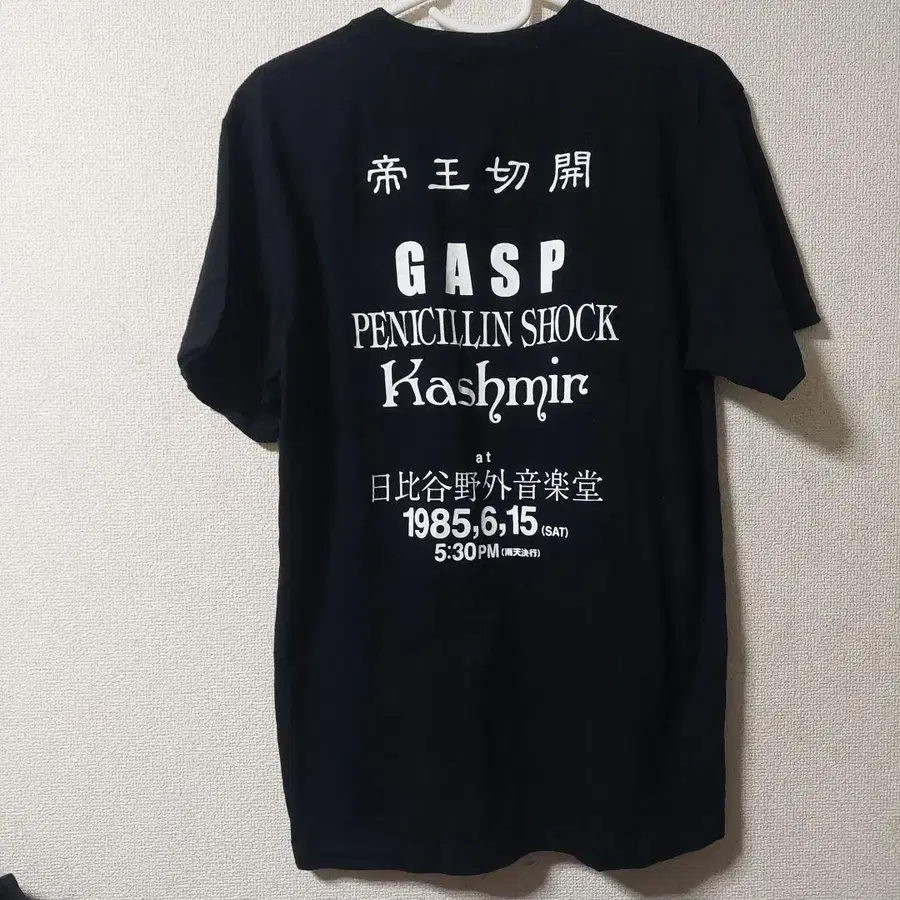 帝王切開
GASP
PENICILLIN SHOCK
Kashmir
at
日比谷野外音楽堂
1985,6,15 (SAT)
5:30PM (雨天決行)